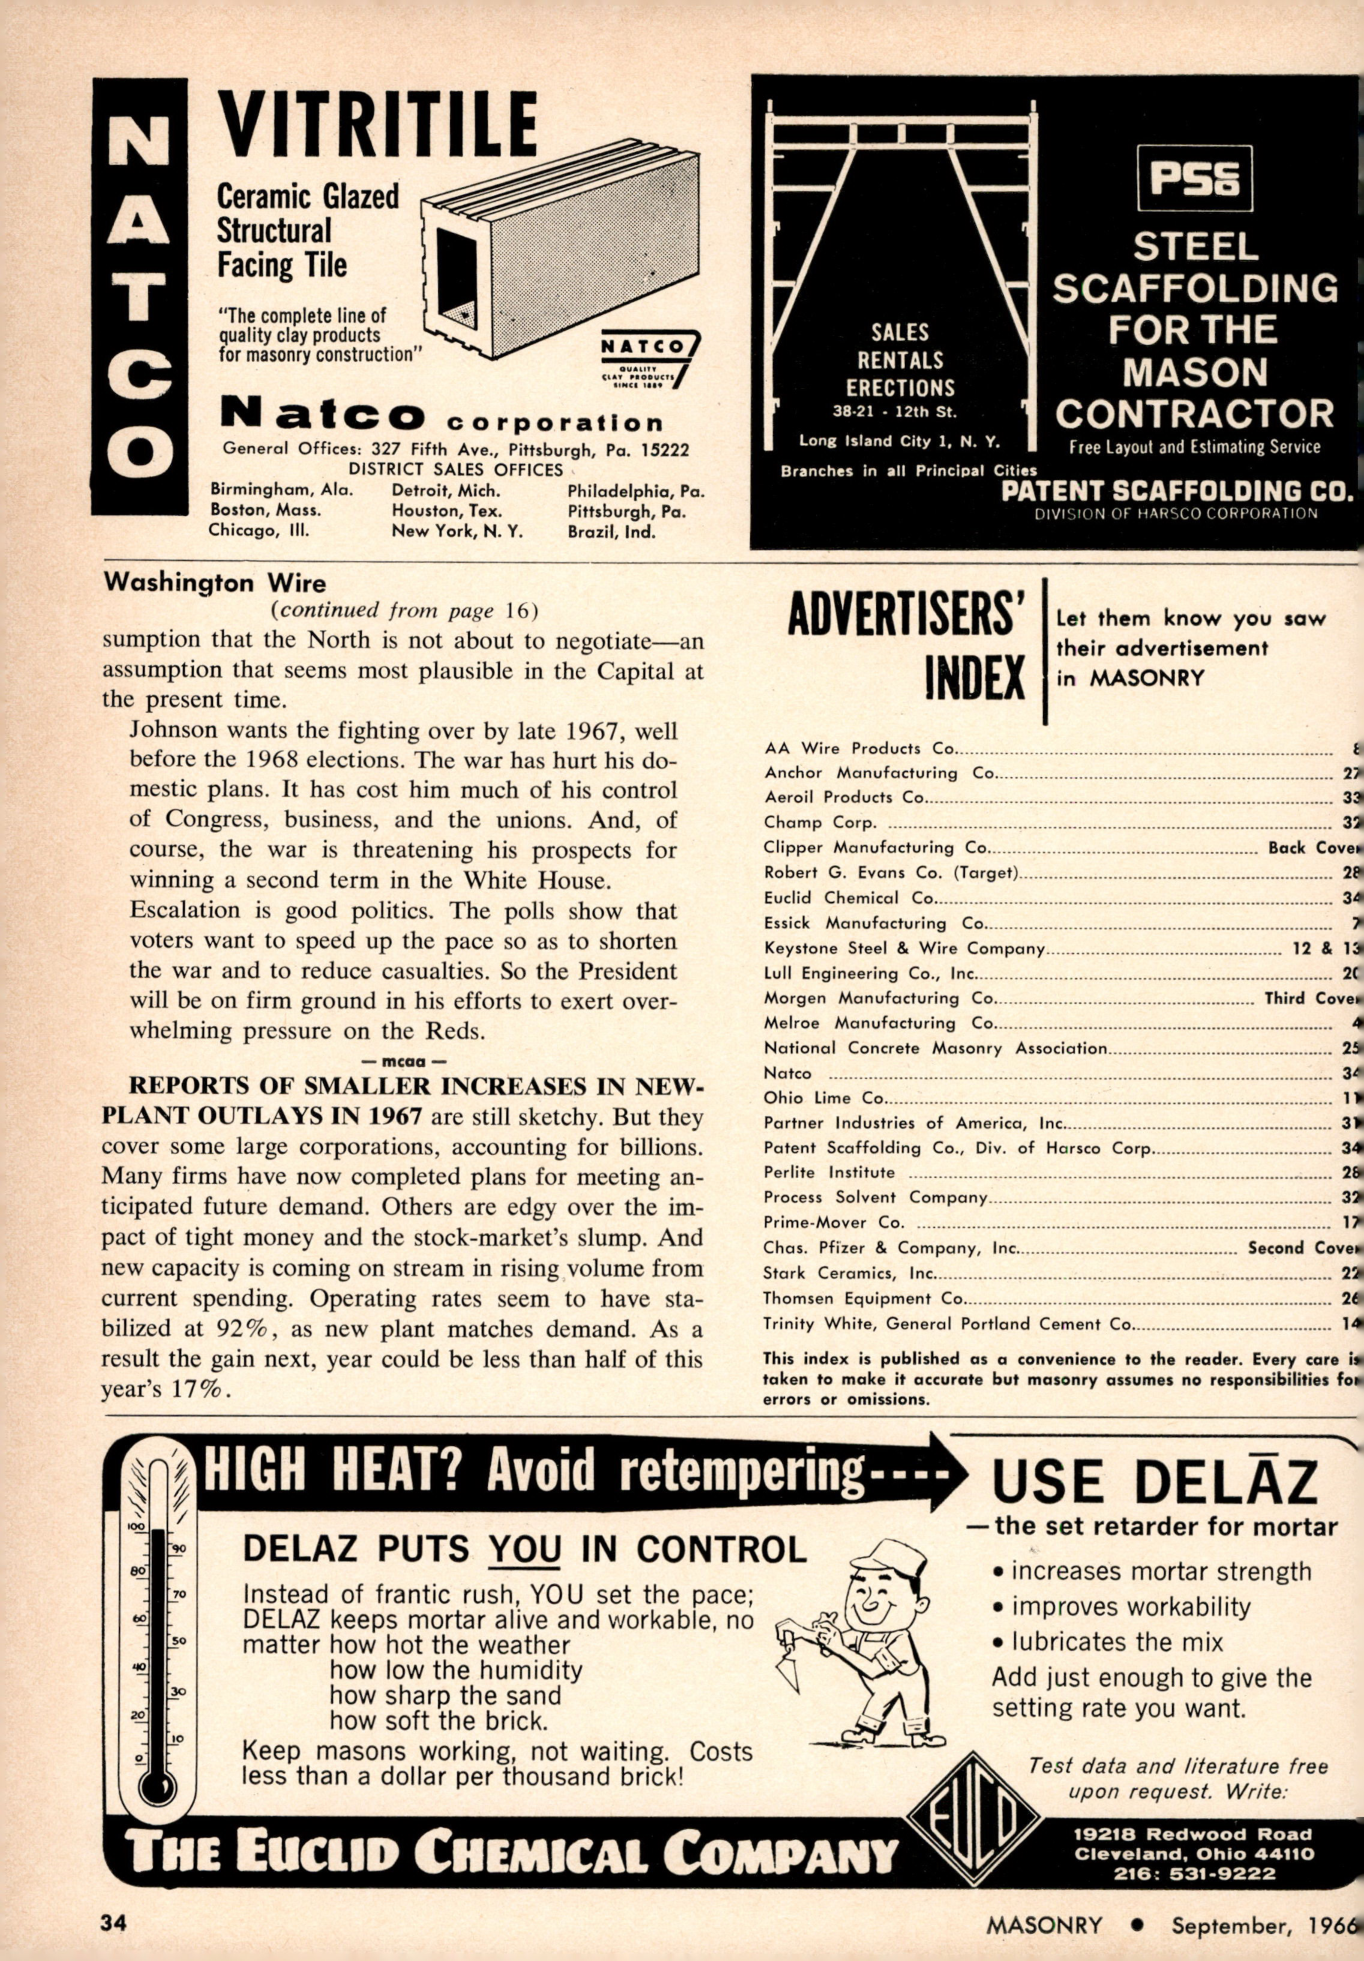 NATCO
VITRITILE
Ceramic Glazed
Structural
Facing Tile
"The complete line of
quality clay products
for masonry construction"
NATCO
QUALITY
CLAY PRODUCTS
SINCE 1889
Natco corporation
General Offices: 327 Fifth Ave., Pittsburgh, Pa. 15222
DISTRICT SALES OFFICES
Birmingham, Ala. Detroit, Mich. Philadelphia, Pa.
Boston, Mass. Houston, Tex. Pittsburgh, Pa.
Chicago, Ill. New York, N. Y. Brazil, Ind.
SALES
RENTALS
ERECTIONS
38-21 - 12th St.
Long Island City 1, N. Y.
Branches in all Principal Cities
PSCO
STEEL
SCAFFOLDING
FOR THE
MASON
CONTRACTOR
Free Layout and Estimating Service
PATENT SCAFFOLDING CO.
DIVISION OF HARSCO CORPORATION
Washington Wire
(continued from page 16)
sumption that the North is not about to negotiate—an
assumption that seems most plausible in the Capital at
the present time.
Johnson wants the fighting over by late 1967, well
before the 1968 elections. The war has hurt his do-
mestic plans. It has cost him much of his control
of Congress, business, and the unions. And, of
course, the war is threatening his prospects for
winning a second term in the White House.
Escalation is good politics. The polls show that
voters want to speed up the pace so as to shorten
the war and to reduce casualties. So the President
will be on firm ground in his efforts to exert over-
whelming pressure on the Reds.
— mcaa —
REPORTS OF SMALLER INCREASES IN NEW-
PLANT OUTLAYS IN 1967 are still sketchy. But they
cover some large corporations, accounting for billions.
Many firms have now completed plans for meeting an-
ticipated future demand. Others are edgy over the im-
pact of tight money and the stock-market's slump. And
new capacity is coming on stream in rising volume from
current spending. Operating rates seem to have sta-
bilized at 92%, as new plant matches demand. As a
result the gain next, year could be less than half of this
year's 17%.
ADVERTISERS'
INDEX
Let them know you saw
their advertisement
in MASONRY
AA Wire Products Co. 8
Anchor Manufacturing Co. 27
Aeroil Products Co. 33
Champ Corp. 32
Clipper Manufacturing Co. Back Cover
Robert G. Evans Co. (Target) 28
Euclid Chemical Co. 34
Essick Manufacturing Co. 7
Keystone Steel & Wire Company 12 & 13
Lull Engineering Co., Inc. 20
Morgen Manufacturing Co. Third Cover
Melroe Manufacturing Co. 4
National Concrete Masonry Association 25
Natco 34
Ohio Lime Co. 11
Partner Industries of America, Inc. 31
Patent Scaffolding Co., Div. of Harsco Corp. 34
Perlite Institute 28
Process Solvent Company 32
Prime-Mover Co. 17
Chas. Pfizer & Company, Inc. Second Cover
Stark Ceramics, Inc. 22
Thomsen Equipment Co. 26
Trinity White, General Portland Cement Co. 14
This index is published as a convenience to the reader. Every care is
taken to make it accurate but masonry assumes no responsibilities for
errors or omissions.
HIGH HEAT? Avoid retempering----
100
90
80
70
60
50
40
30
20
10
0
DELAZ PUTS YOU IN CONTROL
Instead of frantic rush, YOU set the pace;
DELAZ keeps mortar alive and workable, no
matter how hot the weather
how low the humidity
how sharp the sand
how soft the brick.
Keep masons working, not waiting. Costs
less than a dollar per thousand brick!
USE DELĀZ
—the set retarder for mortar
• increases mortar strength
• improves workability
• lubricates the mix
Add just enough to give the
setting rate you want.
Test data and literature free
upon request. Write:
THE EUCLID CHEMICAL COMPANY
EUCO
19218 Redwood Road
Cleveland, Ohio 44110
216: 531-9222
34
MASONRY • September, 1966